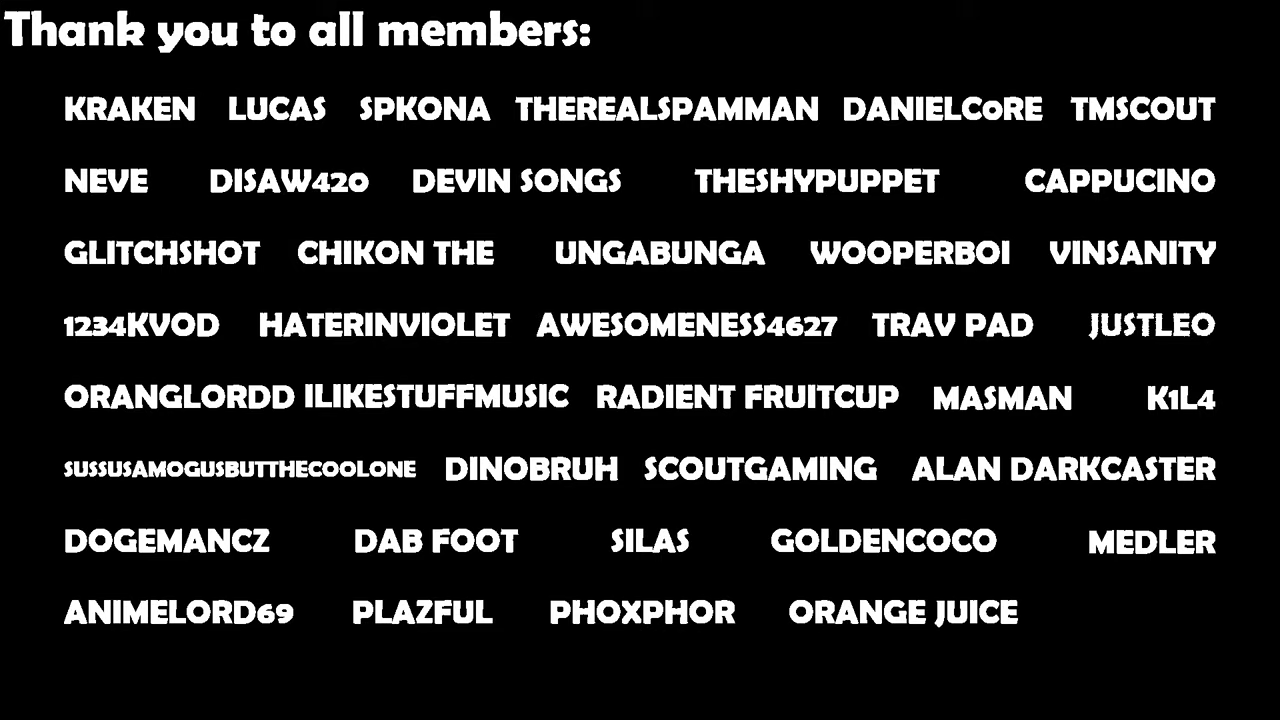 Thank you to all members:
KRAKEN LUCAS SPKONA THEREALSPAMMAN DANIELC0RE TMSCOUT
NEVE DISAW420 DEVIN SONGS THESHYPUPPET CAPPUCINO
GLITCHSHOT CHIKON THE UNGABUNGA WOOPERBOI VINSANITY
1234KVOD HATERINVIOLET AWESOMENESS4627 TRAV PAD JUSTLEO
ORANGLORDD ILIKESTUFFMUSIC RADIENT FRUITCUP MASMAN K1L4
SUSSUSAMOGUSBUTTHECOOLONE DINOBRUH SCOUTGAMING ALAN DARKCASTER
DOGEMANCZ DAB FOOT SILAS GOLDENCOCO MEDLER
ANIMELORD69 PLAZFUL PHOXPHOR ORANGE JUICE